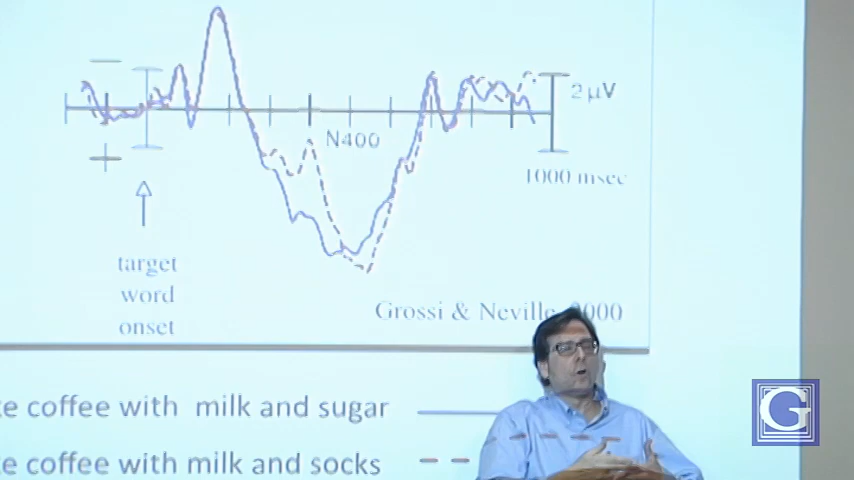 2 μV
N400
1000 msec
target
word
onset
Grossi & Neville, 2000
coffee with milk and sugar
coffee with milk and socks
G